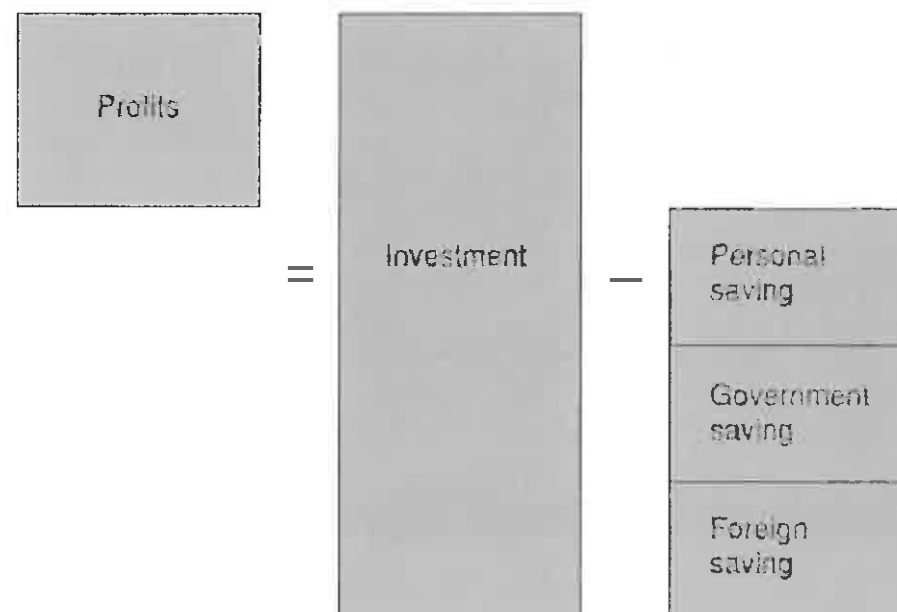 Profits
=
Investment
–
Personal
saving
Government
saving
Foreign
saving